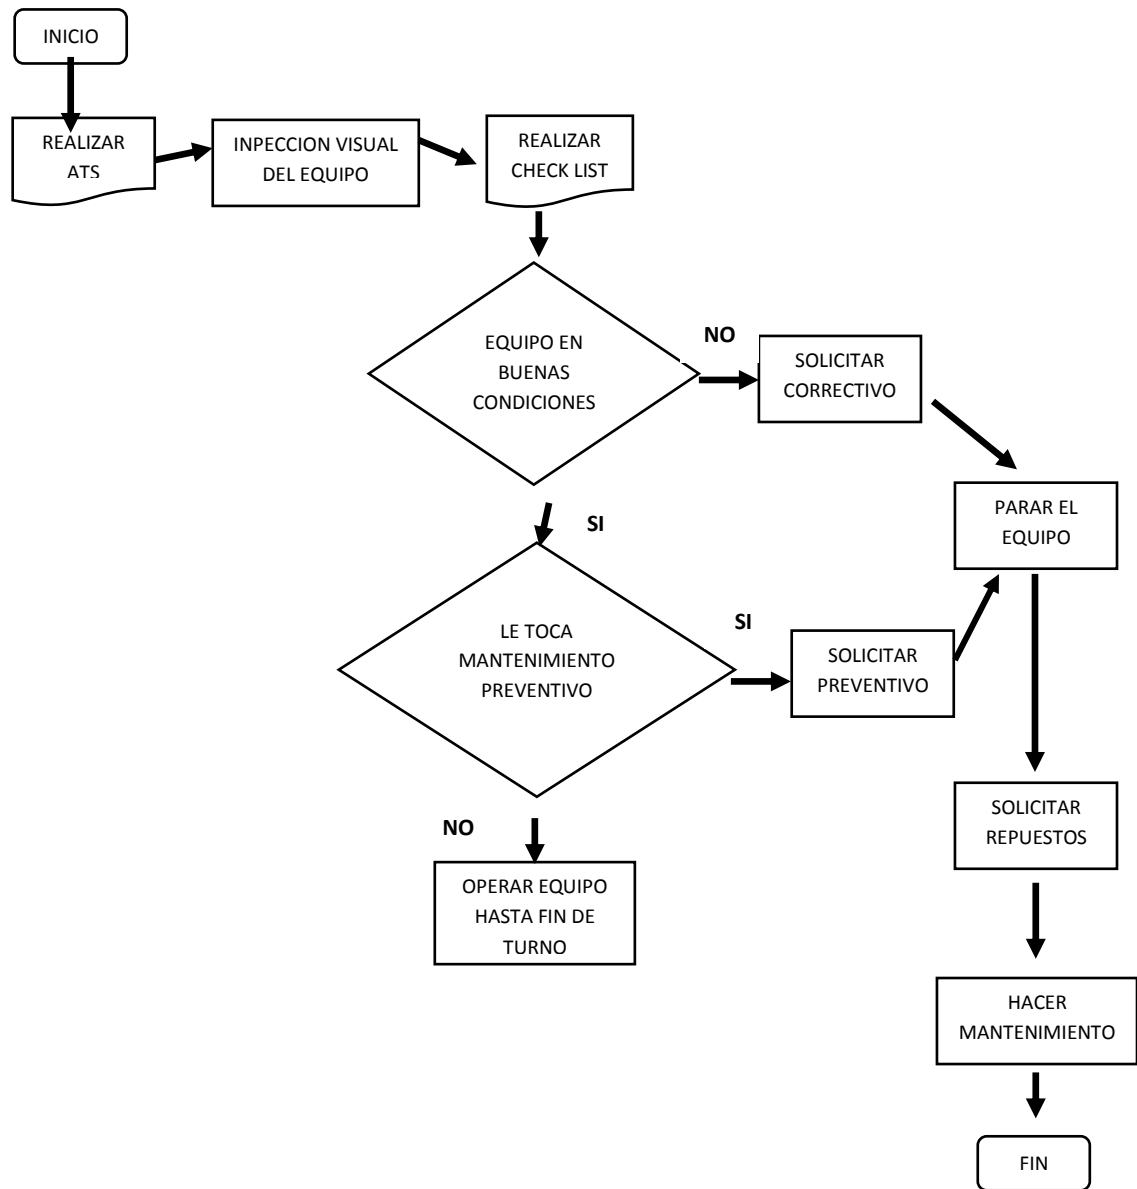 INICIO
REALIZAR
ATS
INPECCION VISUAL
DEL EQUIPO
REALIZAR
CHECK LIST
EQUIPO EN
BUENAS
CONDICIONES
NO
SOLICITAR
CORRECTIVO
PARAR EL
EQUIPO
SI
LE TOCA
MANTENIMIENTO
PREVENTIVO
SI
SOLICITAR
PREVENTIVO
NO
OPERAR EQUIPO
HASTA FIN DE
TURNO
SOLICITAR
REPUESTOS
HACER
MANTENIMIENTO
FIN